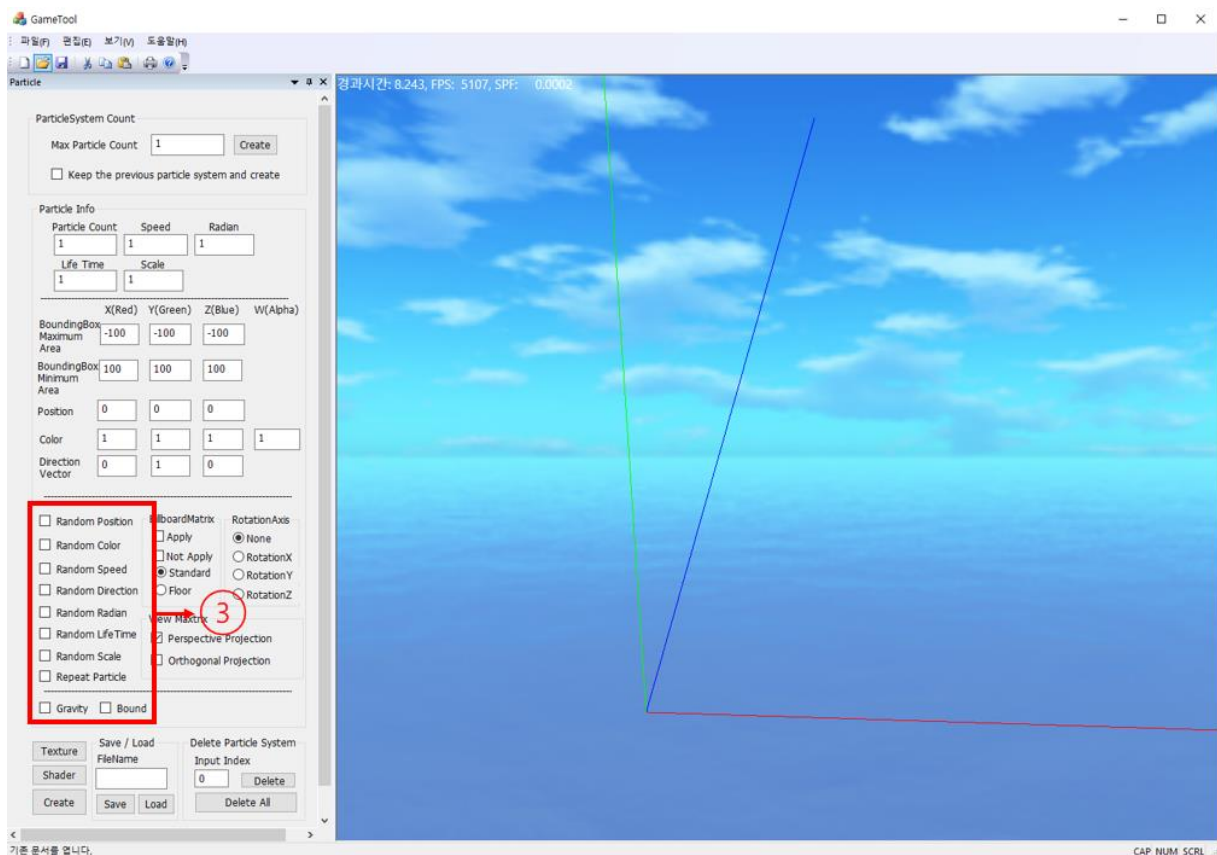 GameTool
파일(F) 편집(E) 보기(V) 도움말(H)
Particle
경과시간: 8.243, FPS: 5107, SPF: 0.0002
ParticleSystem Count
Max Particle Count 1 Create
Keep the previous particle system and create
Particle Info
Particle Count Speed Radian
1 1 1
Life Time Scale
1 1
X(Red) Y(Green) Z(Blue) W(Alpha)
BoundingBox
Maximum
Area
-100 -100 -100
BoundingBox
Minimum
Area
100 100 100
Position 0 0 0
Color 1 1 1 1
Direction
Vector
0 1 0
Random Position
Random Color
Random Speed
Random Direction
Random Radian
Random LifeTime
Random Scale
Repeat Particle
Gravity Bound
BillboardMatrix
Apply
Not Apply
Standard
Floor
RotationAxis
None
RotationX
RotationY
RotationZ
③
View Maxtrix
Perspective Projection
Orthogonal Projection
Texture
Shader
Create
Save / Load
FileName
Save Load
Delete Particle System
Input Index
0 Delete
Delete All
기존 문서를 엽니다.
CAP NUM SCRL